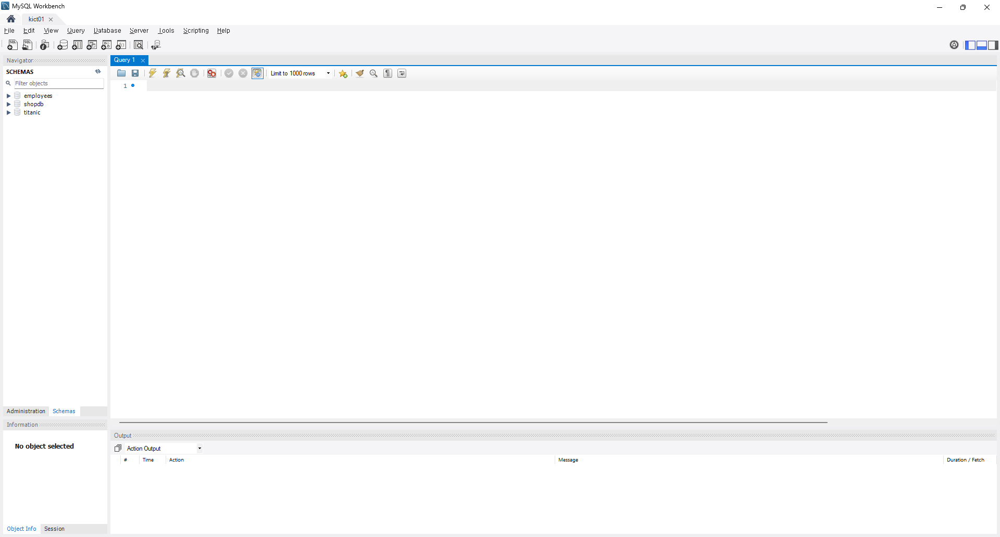 MySQL Workbench
kict01
File Edit View Query Database Server Tools Scripting Help
Navigator
Query 1
SCHEMAS
Limit to 1000 rows
Filter objects
1
employees
shopdb
titanic
Administration Schemas
Information
No object selected
Object Info Session
Output
Action Output
# Time Action Message Duration / Fetch